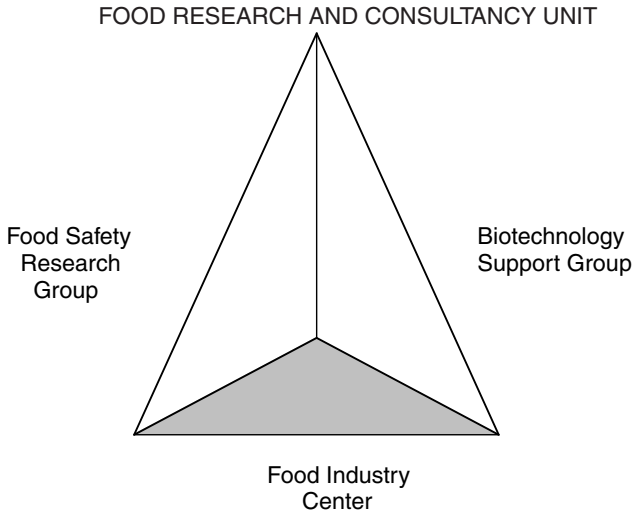 FOOD RESEARCH AND CONSULTANCY UNIT
Food Safety
Research
Group
Biotechnology
Support Group
Food Industry
Center